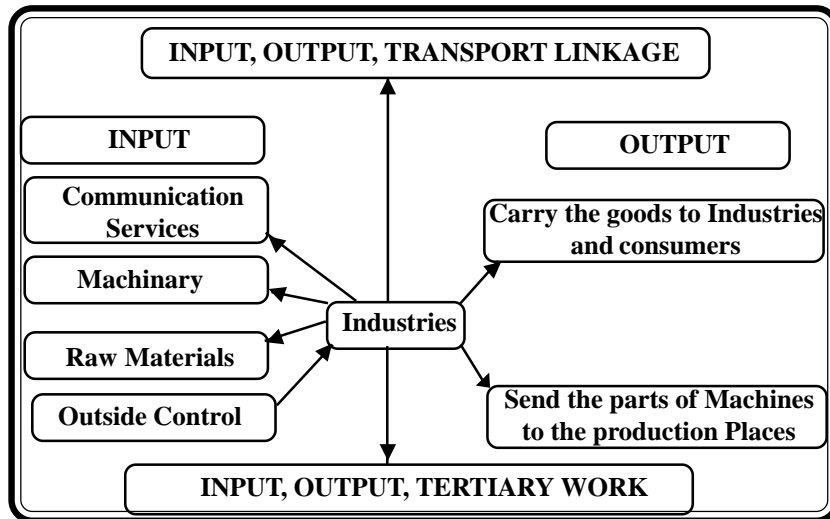 INPUT, OUTPUT, TRANSPORT LINKAGE
INPUT
OUTPUT
Communication
Services
Carry the goods to Industries
and consumers
Machinary
Industries
Raw Materials
Outside Control
Send the parts of Machines
to the production Places
INPUT, OUTPUT, TERTIARY WORK